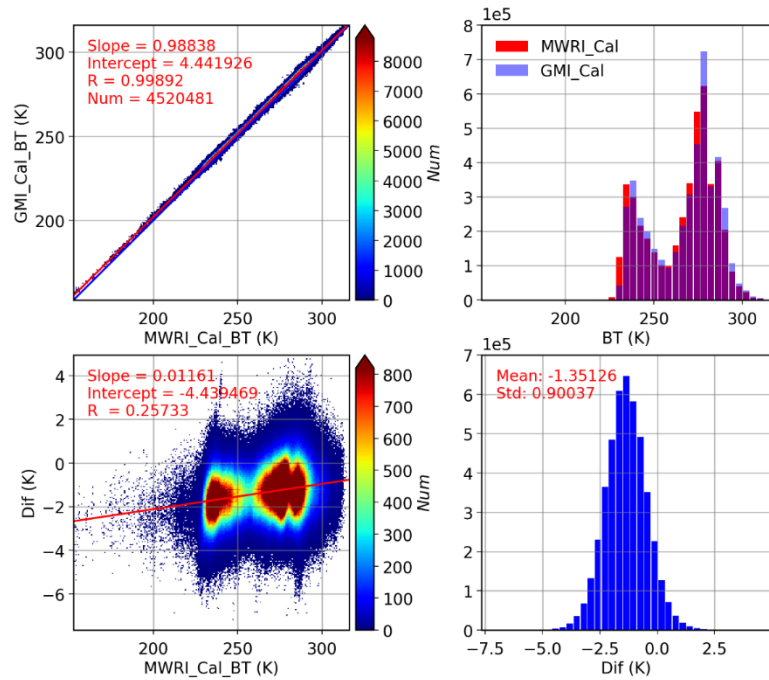 Slope = 0.98838
Intercept = 4.441926
R = 0.99892
Num = 4520481
300
250
200
GMI_Cal_BT (K)
200
250
300
MWRI_Cal_BT (K)
8000
7000
6000
5000
4000
3000
2000
1000
0
Num
1e5
MWRI_Cal
GMI_Cal
8
7
6
5
4
3
2
1
0
200
250
300
BT (K)
Slope = 0.01161
Intercept = -4.439469
R = 0.25733
4
2
0
−2
−4
−6
Dif (K)
200
250
300
MWRI_Cal_BT (K)
800
700
600
500
400
300
200
100
0
Num
1e5
Mean: -1.35126
Std: 0.90037
7
6
5
4
3
2
1
0
−7.5
−5.0
−2.5
0.0
2.5
Dif (K)